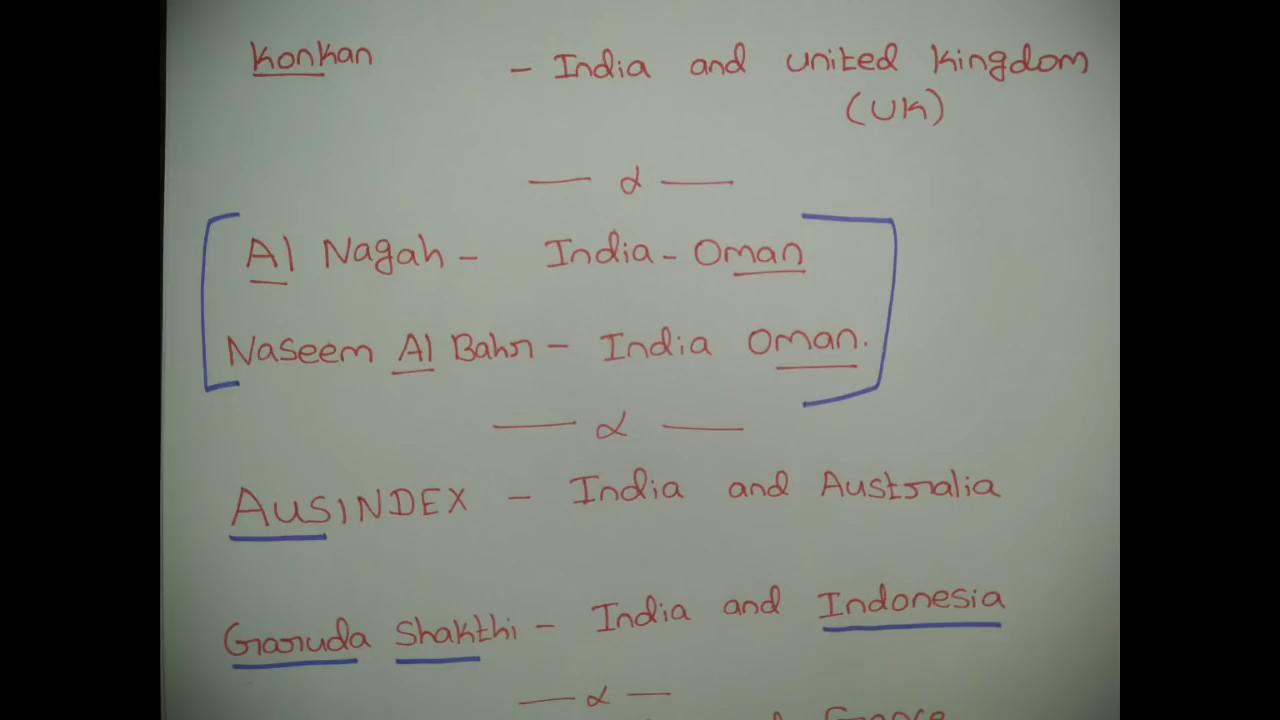 Konkan - India and united Kingdom
(UK)
— α —
Al Nagah - India - Oman
Naseem Al Bahr - India Oman.
— α —
AUSINDEX - India and Australia
Garuda Shakthi - India and Indonesia
— α —